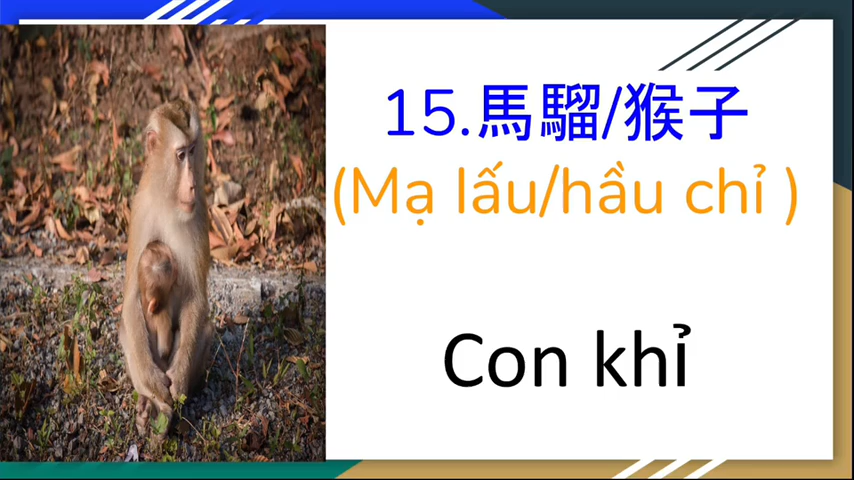 15.馬騮/猴子
(Mạ lấu/hầu chỉ )
Con khỉ